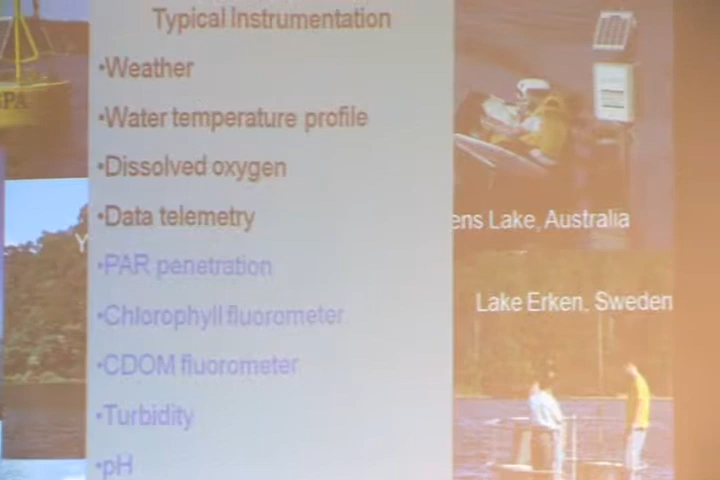 Typical Instrumentation
•Weather
•Water temperature profile
•Dissolved oxygen
•Data telemetry
•PAR penetration
•Chlorophyll fluorometer
•CDOM fluorometer
•Turbidity
•pH
Lake, Australia
Lake Erken, Sweden